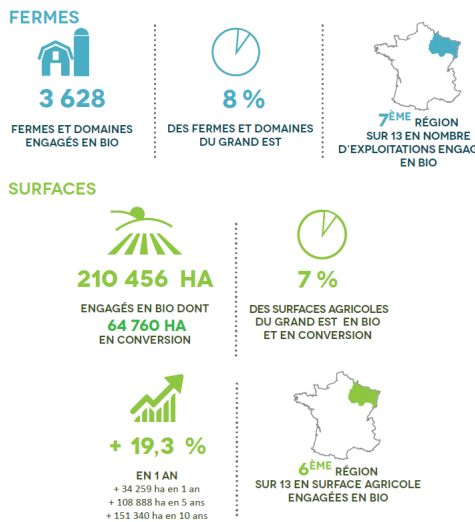 FERMES
3 628
FERMES ET DOMAINES
ENGAGÉS EN BIO
8 %
DES FERMES ET DOMAINES
DU GRAND EST
7ÈME RÉGION
SUR 13 EN NOMBRE
D'EXPLOITATIONS ENGAG
EN BIO
SURFACES
210 456 HA
ENGAGÉS EN BIO DONT
64 760 HA
EN CONVERSION
7 %
DES SURFACES AGRICOLES
DU GRAND EST EN BIO
ET EN CONVERSION
+ 19,3 %
EN 1 AN
+ 34 259 ha en 1 an
+ 108 888 ha en 5 ans
+ 151 340 ha en 10 ans
6ÈME RÉGION
SUR 13 EN SURFACE AGRICOLE
ENGAGÉES EN BIO